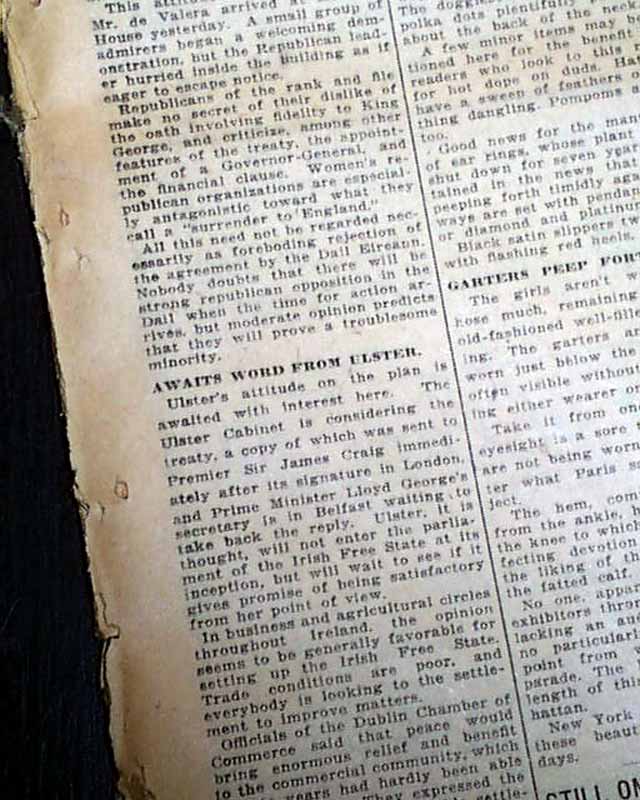 This
Mr. de Valera arrived at
House yesterday. A small group of
admirers began a welcoming dem-
onstration, but the Republican lead-
er hurried inside the building as if
eager to escape notice.
Republicans of the rank and file
make no secret of their dislike of
the oath involving fidelity to King
George, and criticize, among other
features of the treaty, the appoint-
ment of a Governor-General, and
the financial clause. Women's re-
publican organizations are especial-
ly antagonistic toward what they
call a "surrender to England."
All this need not be regarded nec-
essarily as foreboding rejection of
the agreement by the Dail Eireann.
Nobody doubts that there will be
strong republican opposition in the
Dail when the time for action ar-
rives, but moderate opinion predicts
that they will prove a troublesome
minority.
AWAITS WORD FROM ULSTER.
Ulster's attitude on the plan is
awaited with interest here. The
Ulster Cabinet is considering the
treaty, a copy of which was sent to
Premier Sir James Craig immedi-
ately after its signature in London,
and Prime Minister Lloyd George's
secretary is in Belfast waiting to
take back the reply. Ulster, it is
thought, will not enter the parlia-
ment of the Irish Free State at its
inception, but will wait to see if it
gives promise of being satisfactory
from her point of view.
In business and agricultural circles
throughout Ireland, the opinion
seems to be generally favorable for
setting up the Irish Free State.
Trade conditions are poor, and
everybody is looking to the settle-
ment to improve matters.
Officials of the Dublin Chamber of
Commerce said that peace would
bring enormous relief and benefit
to the commercial community, which
years had hardly been able
They expressed the
The
polka dots plentifully
about the back of the neck
A few minor items may b
tioned here for the benefit
readers who look to this
for hot dope on duds. Hat
have a sween of feathers o
thing dangling. Pompoms a
too.
Good news for the man
of ear rings, whose plant
shut down for seven year
tained in the news tha
peeping forth timidly aga
ways are set with pendan
or diamond and platinu
Black satin slippers tw
with flashing red heels.
GARTERS PEEP FORT
The girls aren't w
hose much, remaining
old-fashioned well-fille
ing. The garters a
worn just below the
often visible without
ing either wearer o
Take it from on
eyesight is a sore t
are not being worn
ter what Paris s
ject.
The hem, com
from the ankle, h
the knee to which
fecting devotion
the liking of th
the fatted calf.
No one, appar
exhibitors thro
lacking an au
no particular
point from w
parade. The
length of this
hattan.
New York
these beaut
days.
STILL ON